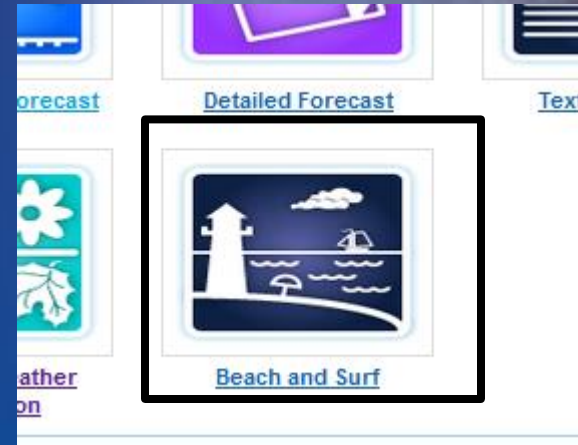 orecast
Detailed Forecast
Tex
ather
on
Beach and Surf